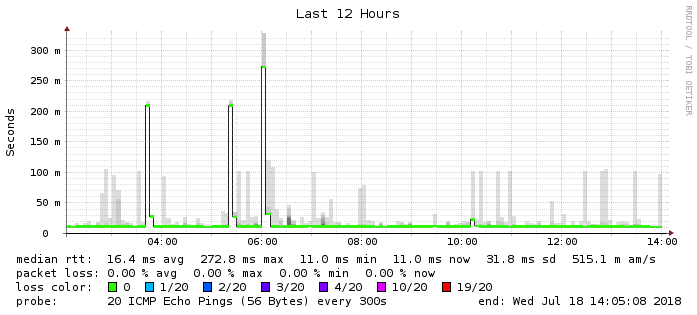 Last 12 Hours
RRDTOOL / TOBI OETIKER
Seconds
300 m
250 m
200 m
150 m
100 m
50 m
0
04:00 06:00 08:00 10:00 12:00 14:00
median rtt: 16.4 ms avg 272.8 ms max 11.0 ms min 11.0 ms now 31.8 ms sd 515.1 m am/s
packet loss: 0.00 % avg 0.00 % max 0.00 % min 0.00 % now
loss color: 0 1/20 2/20 3/20 4/20 10/20 19/20
probe: 20 ICMP Echo Pings (56 Bytes) every 300s end: Wed Jul 18 14:05:08 2018